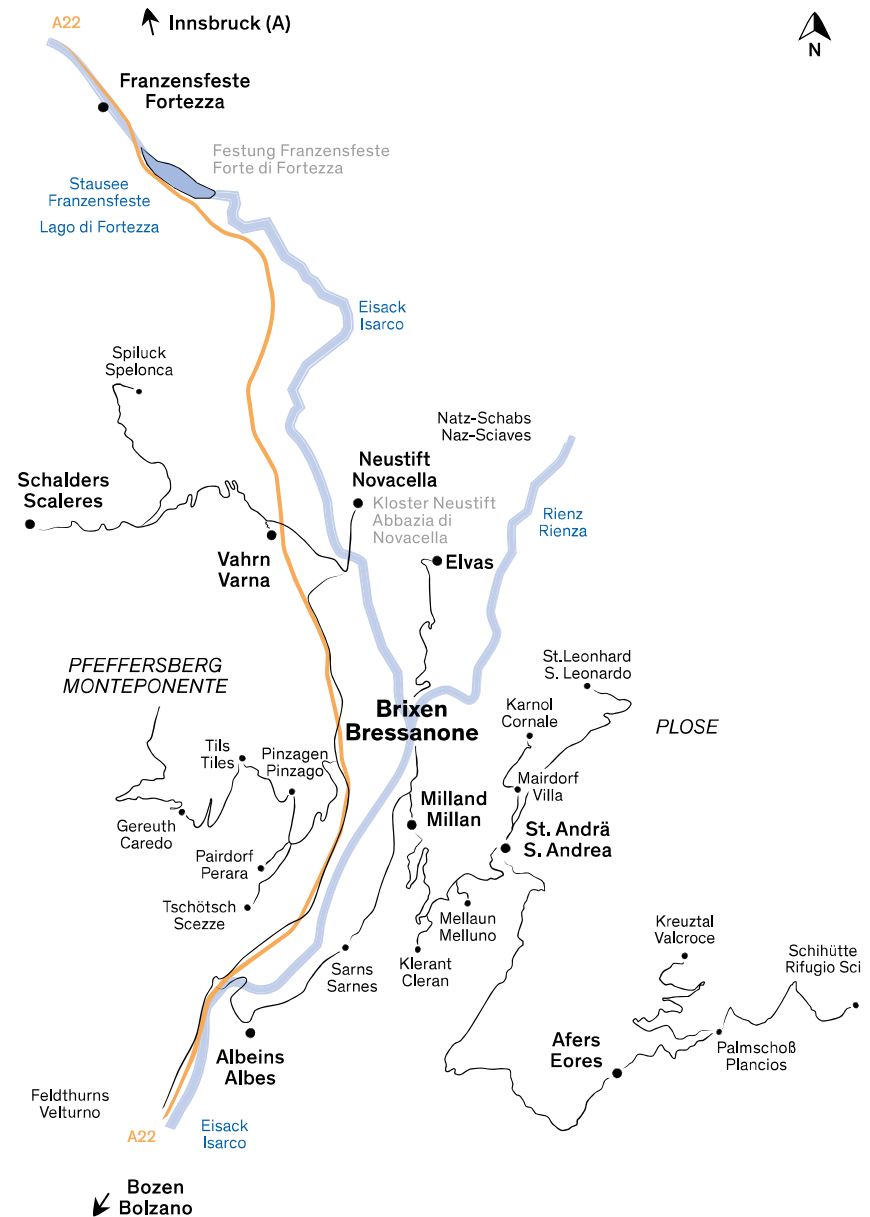 A22
Innsbruck (A)
N
Franzensfeste
Fortezza
Festung Franzensfeste
Forte di Fortezza
Stausee
Franzensfeste
Lago di Fortezza
Eisack
Isarco
Spiluck
Spelonca
Natz-Schabs
Naz-Sciaves
Neustift
Novacella
Schalders
Scaleres
Kloster Neustift
Abbazia di
Novacella
Rienz
Rienza
Vahrn
Varna
Elvas
PFEFFERSBERG
MONTEPONENTE
St.Leonhard
S. Leonardo
Brixen
Bressanone
Karnol
Cornale
PLOSE
Tils
Tiles
Pinzagen
Pinzago
Mairdorf
Villa
Milland
Millan
Gereuth
Caredo
St. Andrä
S. Andrea
Pairdorf
Perara
Tschötsch
Scezze
Mellaun
Melluno
Kreuztal
Valcroce
Sarns
Sarnes
Klerant
Cleran
Schihütte
Rifugio Sci
Albeins
Albes
Afers
Eores
Palmschoß
Plancios
Feldthurns
Velturno
A22
Eisack
Isarco
Bozen
Bolzano